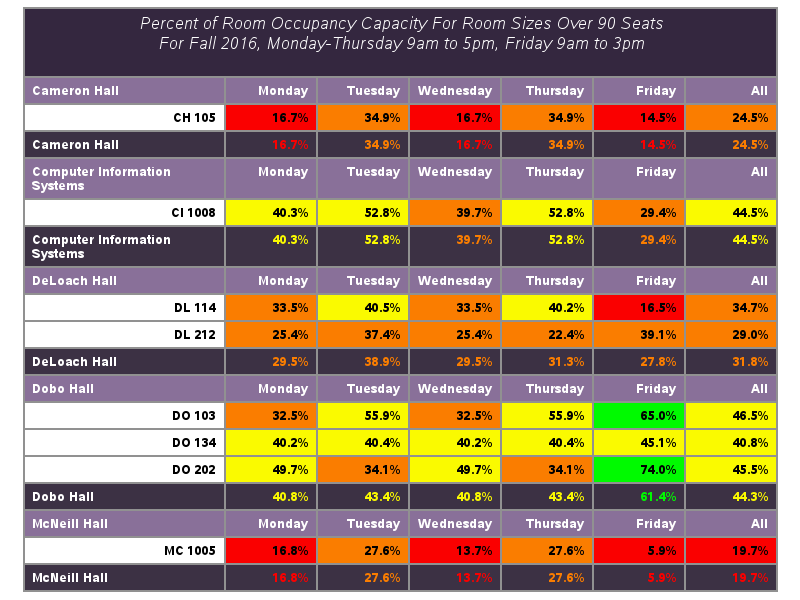 Percent of Room Occupancy Capacity For Room Sizes Over 90 Seats
For Fall 2016, Monday-Thursday 9am to 5pm, Friday 9am to 3pm
Cameron Hall Monday Tuesday Wednesday Thursday Friday All
CH 105 16.7% 34.9% 16.7% 34.9% 14.5% 24.5%
Cameron Hall 16.7% 34.9% 16.7% 34.9% 14.5% 24.5%
Computer Information Monday Tuesday Wednesday Thursday Friday All
Systems
CI 1008 40.3% 52.8% 39.7% 52.8% 29.4% 44.5%
Computer Information 40.3% 52.8% 39.7% 52.8% 29.4% 44.5%
Systems
DeLoach Hall Monday Tuesday Wednesday Thursday Friday All
DL 114 33.5% 40.5% 33.5% 40.2% 16.5% 34.7%
DL 212 25.4% 37.4% 25.4% 22.4% 39.1% 29.0%
DeLoach Hall 29.5% 38.9% 29.5% 31.3% 27.8% 31.8%
Dobo Hall Monday Tuesday Wednesday Thursday Friday All
DO 103 32.5% 55.9% 32.5% 55.9% 65.0% 46.5%
DO 134 40.2% 40.4% 40.2% 40.4% 45.1% 40.8%
DO 202 49.7% 34.1% 49.7% 34.1% 74.0% 45.5%
Dobo Hall 40.8% 43.4% 40.8% 43.4% 61.4% 44.3%
McNeill Hall Monday Tuesday Wednesday Thursday Friday All
MC 1005 16.8% 27.6% 13.7% 27.6% 5.9% 19.7%
McNeill Hall 16.8% 27.6% 13.7% 27.6% 5.9% 19.7%